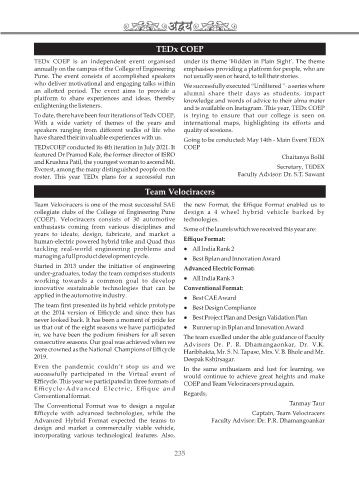 अद्वय
TEDx COEP
TEDx COEP is an independent event organised
annually on the campus of the College of Engineering
Pune. The event consists of accomplished speakers
who deliver motivational and engaging talks within
an allotted period. The event aims to provide a
platform to share experiences and ideas, thereby
enlightening the listeners.
To date, there have been four iterations of Tedx COEP.
With a wide variety of themes of the years and
speakers ranging from different walks of life who
have shared their invaluable experiences with us.
TEDxCOEP conducted its 4th iteration in July 2021. It
featured Dr Pramod Kale, the former director of ISRO
and Krushna Patil, the youngest woman to ascend Mt.
Everest, among the many distinguished people on the
roster. This year TEDx plans for a successful run
under its theme 'Hidden in Plain Sight'. The theme
emphasises providing a platform for people, who are
not usually seen or heard, to tell their stories.
We successfully executed "Unfiltered "- a series where
alumni share their days as students, impart
knowledge and words of advice to their alma mater
and is available on Instagram. This year, TEDx COEP
is trying to ensure that our college is seen on
international maps, highlighting its efforts and
quality of sessions.
Going to be conducted: May 14th - Main Event TEDX
COEP
Chaitanya Bolld
Secretary, TEDEX
Faculty Advisor: Dr. S.T. Sawant
Team Velociracers
Team Velociracers is one of the most successful SAE
collegiate clubs of the College of Engineering Pune
(COEP). Velociracers consists of 30 automotive
enthusiasts coming from various disciplines and
years to ideate, design, fabricate, and market a
human-electric powered hybrid trike and Quad thus
tackling real-world engineering problems and
managing a full product development cycle.
Started in 2013 under the initiative of engineering
under-graduates, today the team comprises students
working towards a common goal to develop
innovative sustainable technologies that can be
applied in the automotive industry.
The team first presented its hybrid vehicle prototype
at the 2014 version of Efficycle and since then has
never looked back. It has been a moment of pride for
us that out of the eight seasons we have participated
in, we have been the podium finishers for all seven
consecutive seasons. Our goal was achieved when we
were crowned as the National Champions of Efficycle
2019.
Even the pandemic couldn't stop us and we
successfully participated in the Virtual event of
Efficycle. This year we participated in three formats of
Efficycle-Advanced Electric, Effique and
Conventional format.
The Conventional Format was to design a regular
Efficycle with advanced technologies, while the
Advanced Hybrid Format expected the teams to
design and market a commercially viable vehicle,
incorporating various technological features. Also,
the new Format, the Effique Format enabled us to
design a 4 wheel hybrid vehicle backed by
technologies.
Some of the laurels which we received this year are:
Effique Format:
● All India Rank 2
● Best Bplan and Innovation Award
Advanced Electric Format:
● All India Rank 3
Conventional Format:
● Best CAE Award
● Best Design Compliance
● Best Project Plan and Design Validation Plan
● Runner up in Bplan and Innovation Award
The team excelled under the able guidance of Faculty
Advisors Dr. P. R. Dhamangaonkar, Dr. V.K.
Haribhakta, Mr. S. N. Tapase, Mrs. V. B. Bhole and Mr.
Deepak Kshirsagar.
In the same enthusiasm and lust for learning, we
would continue to achieve great heights and make
COEP and Team Velociracers proud again.
Regards,
Tanmay Taur
Captain, Team Velociracers
Faculty Advisor: Dr. P.R. Dhamangoankar
235